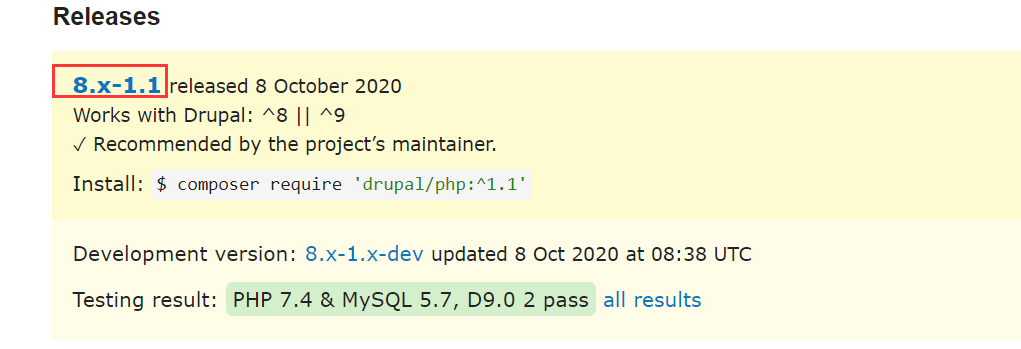 Releases
8.x-1.1 released 8 October 2020
Works with Drupal: ^8 || ^9
✓ Recommended by the project’s maintainer.
Install: $ composer require 'drupal/php:^1.1'
Development version: 8.x-1.x-dev updated 8 Oct 2020 at 08:38 UTC
Testing result: PHP 7.4 & MySQL 5.7, D9.0 2 pass all results